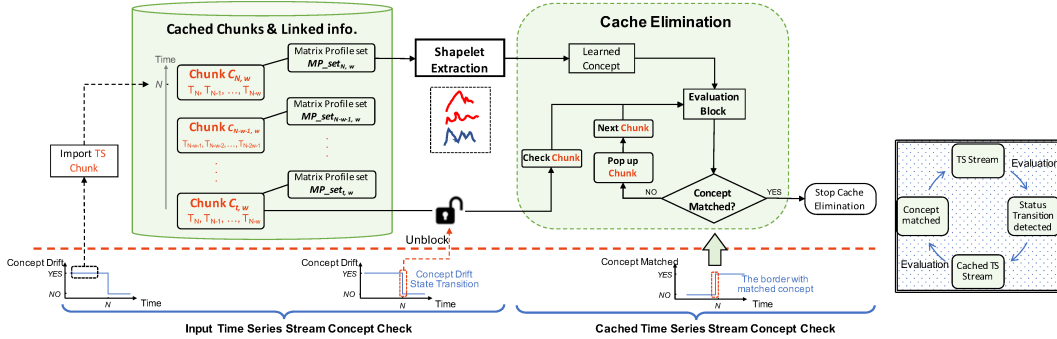 Cached Chunks & Linked info.
Time
N
Chunk C_{N, w}
T_N, T_{N-1}, ..., T_{N-w}
Matrix Profile set
MP_set_{N, w}
Chunk C_{N-w-1, w}
T_{N-w-1}, T_{N-w-2}, ..., T_{N-2w-1}
Matrix Profile set
MP_set_{N-w-1, w}
Chunk C_{t, w}
T_N, T_{N-1}, ..., T_{N-w}
Matrix Profile set
MP_set_{t, w}
Import TS
Chunk
Shapelet
Extraction
Unblock
Cache Elimination
Learned
Concept
Evaluation
Block
Check Chunk
Next Chunk
Pop up
Chunk
NO
Concept
Matched?
YES
Stop Cache
Elimination
TS Stream
Evaluation
Status
Transition
detected
Cached TS
Stream
Evaluation
Concept
matched
Concept Drift
YES
NO
N
Time
Concept Drift
YES
NO
N
Time
Concept Drift
State Transition
Concept Matched
YES
NO
N
Time
The border with
matched concept
Input Time Series Stream Concept Check
Cached Time Series Stream Concept Check